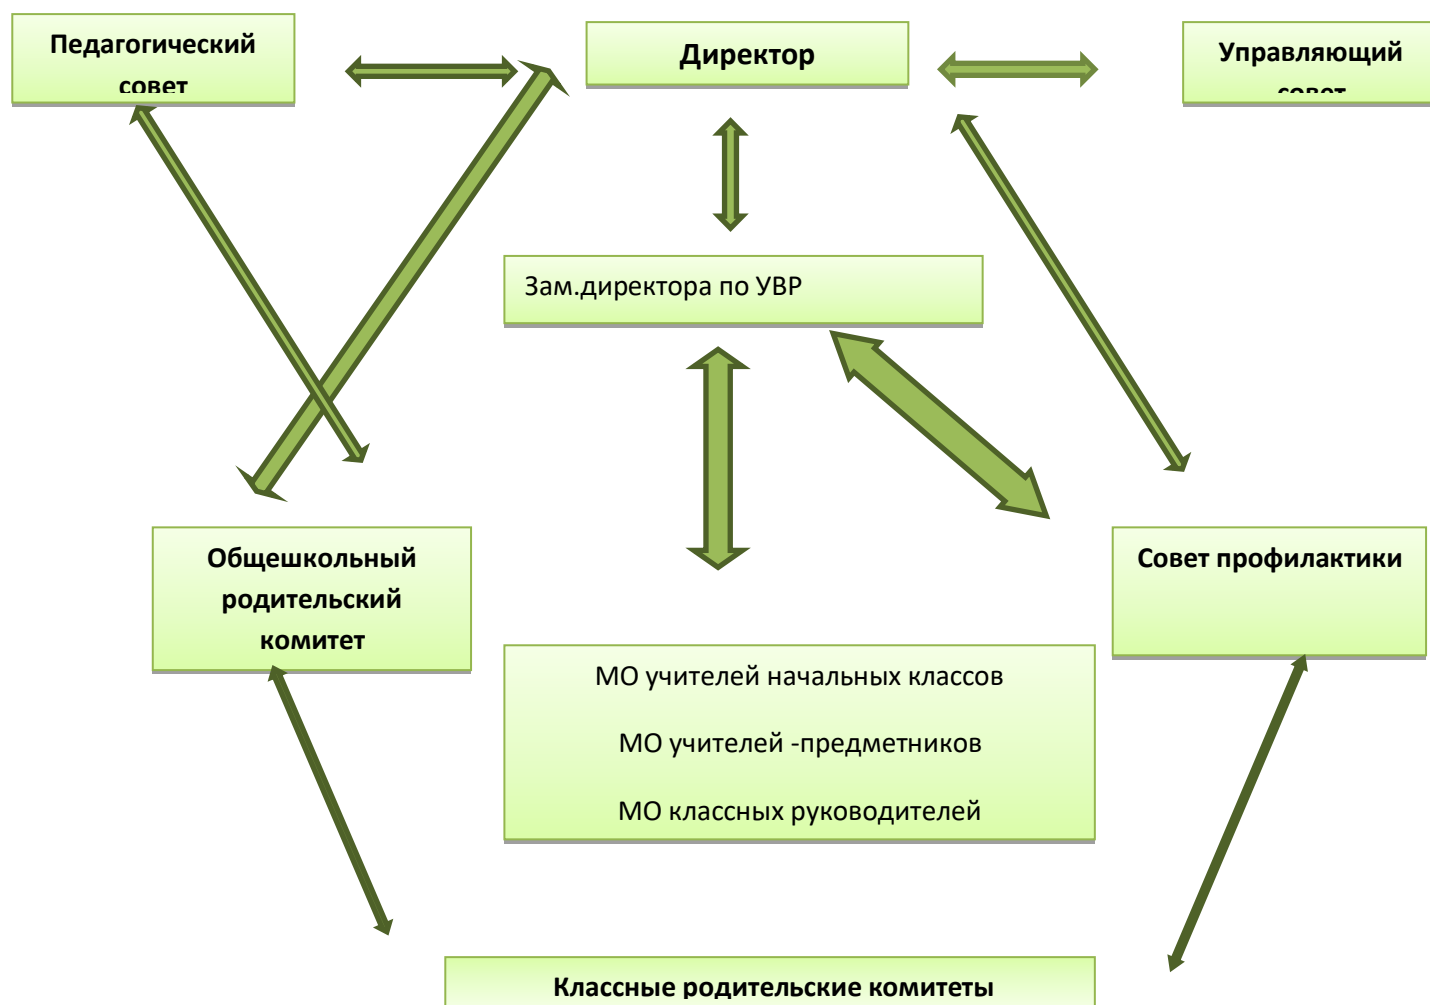 Педагогический
совет
Директор
Управляющий
совет
Зам.директора по УВР
Общешкольный
родительский
комитет
Совет профилактики
МО учителей начальных классов
МО учителей -предметников
МО классных руководителей
Классные родительские комитеты